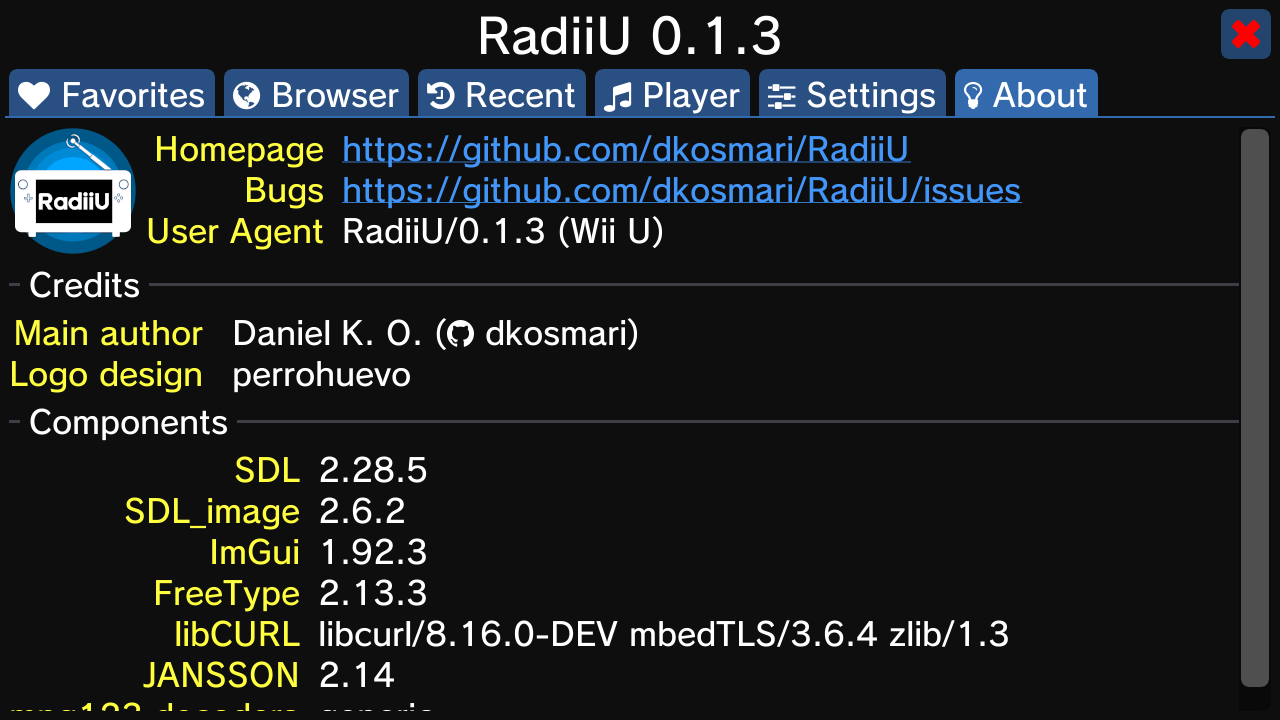 RadiiU 0.1.3
Favorites Browser Recent Player Settings About
RadiiU
Homepage https://github.com/dkosmari/RadiiU
Bugs https://github.com/dkosmari/RadiiU/issues
User Agent RadiiU/0.1.3 (Wii U)
Credits
Main author Daniel K. O. ( dkosmari)
Logo design perrohuevo
Components
SDL 2.28.5
SDL_image 2.6.2
ImGui 1.92.3
FreeType 2.13.3
libCURL libcurl/8.16.0-DEV mbedTLS/3.6.4 zlib/1.3
JANSSON 2.14
mpg123 decoders generic